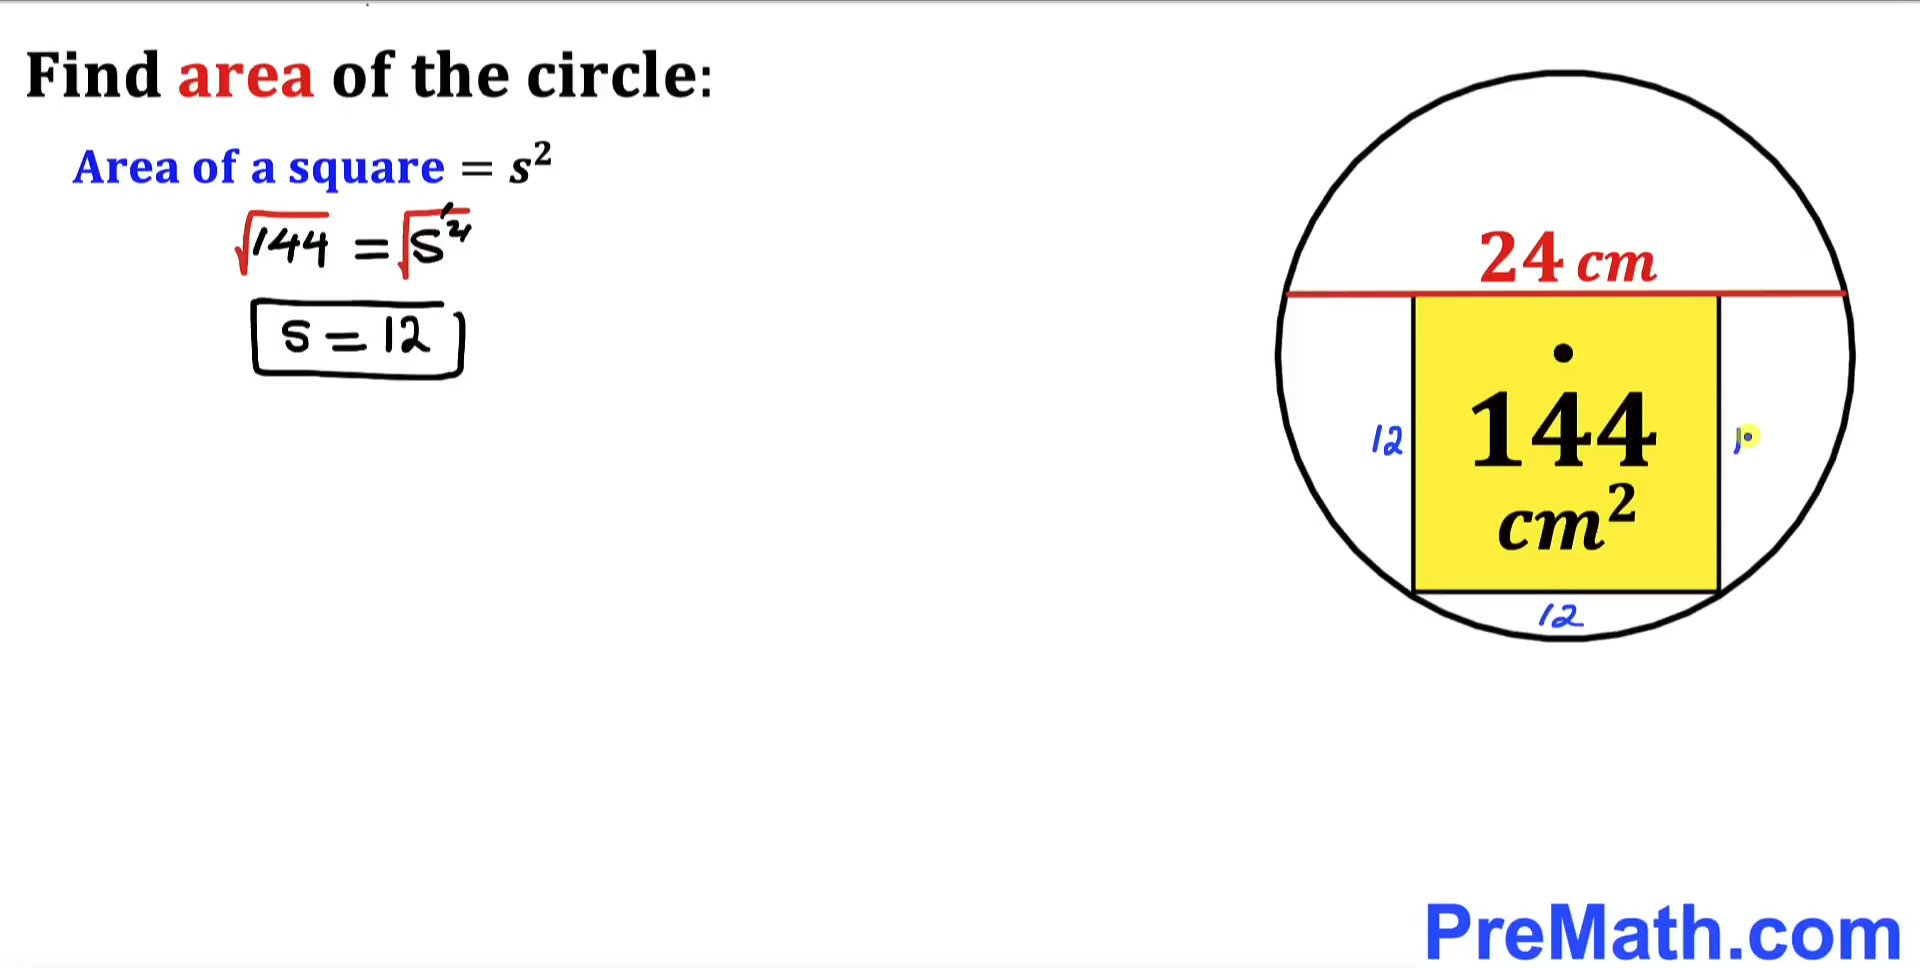 Find area of the circle:
Area of a square = s²
√144 = √s²
s = 12
24 cm
144
cm²
12
12
PreMath.com